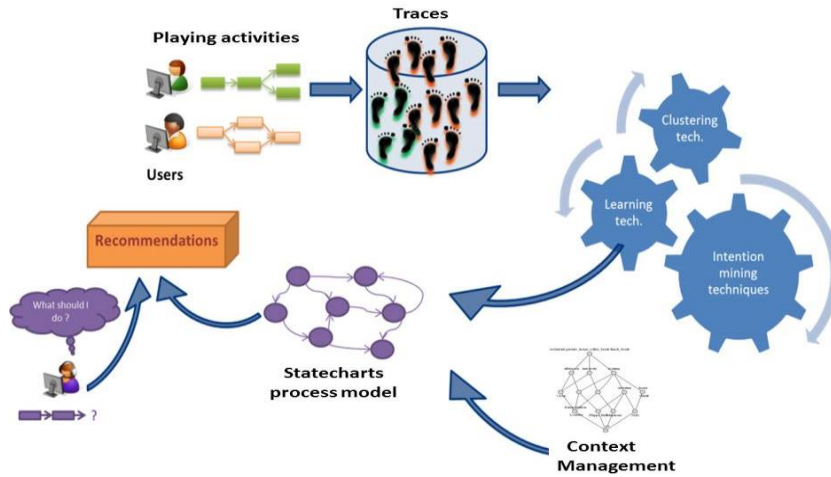 Traces
Playing activities
Users
Clustering
tech.
Learning
tech.
Intention
mining
techniques
Recommendations
What should I
do ?
?
Statecharts
process model
Context
Management